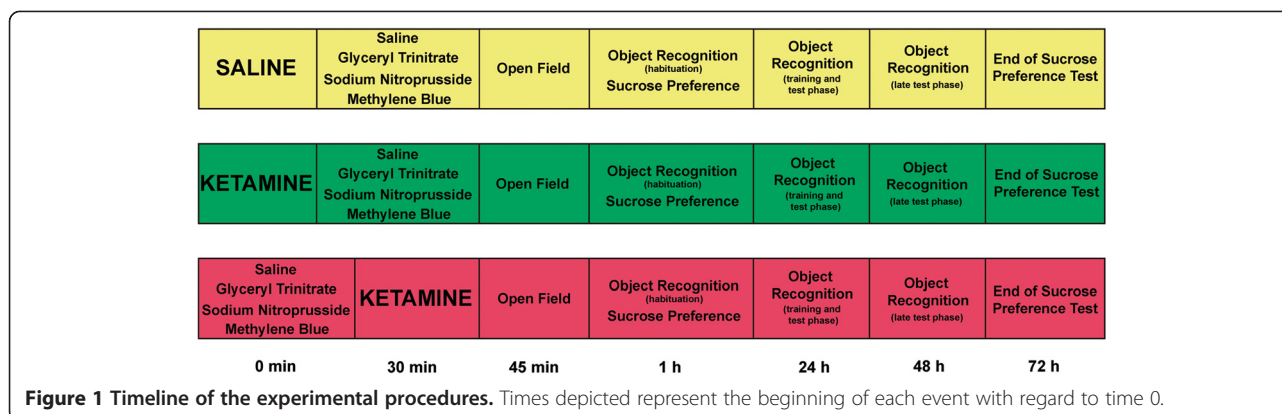 SALINE
Saline
Glyceryl Trinitrate
Sodium Nitroprusside
Methylene Blue
Open Field
Object Recognition
(habituation)
Sucrose Preference
Object
Recognition
(training and
test phase)
Object
Recognition
(late test phase)
End of Sucrose
Preference Test
KETAMINE
Saline
Glyceryl Trinitrate
Sodium Nitroprusside
Methylene Blue
Open Field
Object Recognition
(habituation)
Sucrose Preference
Object
Recognition
(training and
test phase)
Object
Recognition
(late test phase)
End of Sucrose
Preference Test
Saline
Glyceryl Trinitrate
Sodium Nitroprusside
Methylene Blue
KETAMINE
Open Field
Object Recognition
(habituation)
Sucrose Preference
Object
Recognition
(training and
test phase)
Object
Recognition
(late test phase)
End of Sucrose
Preference Test
0 min 30 min 45 min 1 h 24 h 48 h 72 h
Figure 1 Timeline of the experimental procedures. Times depicted represent the beginning of each event with regard to time 0.